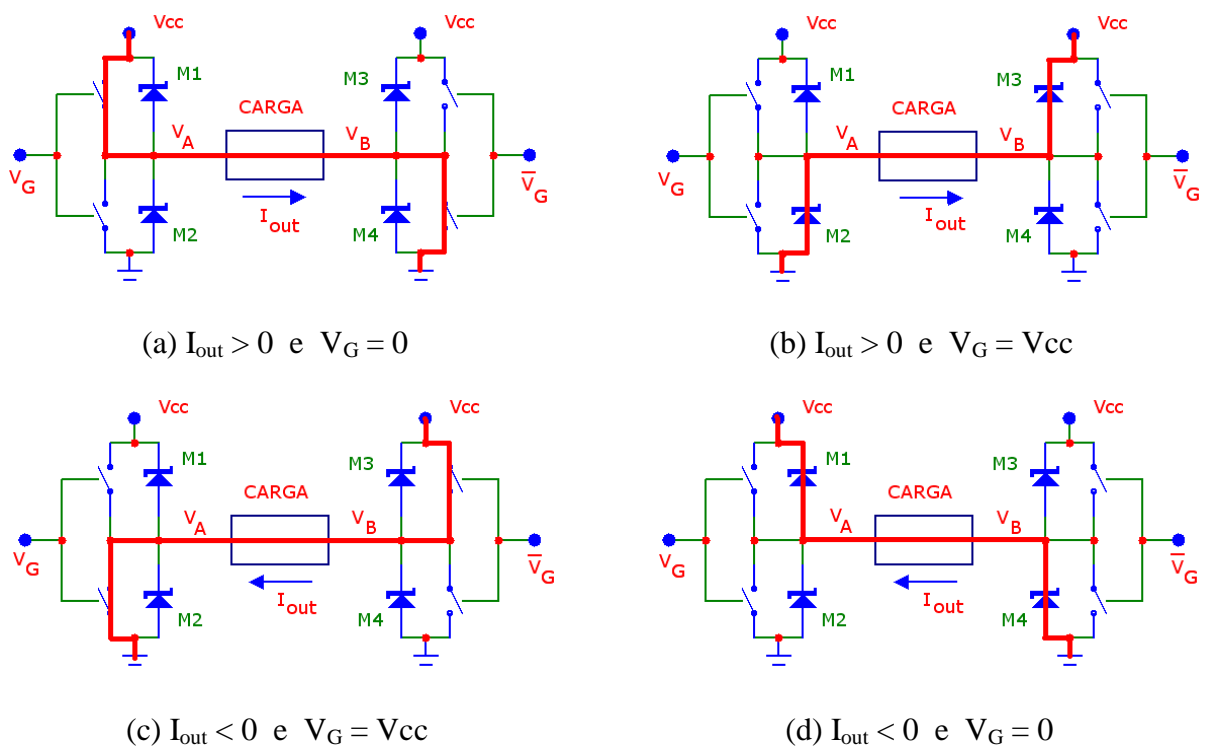 Vcc Vcc
M1 M3
CARGA
V_A V_B
V_G V̅_G
I_out
M2 M4
(a) I_out > 0 e V_G = 0
Vcc Vcc
M1 M3
CARGA
V_A V_B
V_G V̅_G
I_out
M2 M4
(b) I_out > 0 e V_G = Vcc
Vcc Vcc
M1 M3
CARGA
V_A V_B
V_G V̅_G
I_out
M2 M4
(c) I_out < 0 e V_G = Vcc
Vcc Vcc
M1 M3
CARGA
V_A V_B
V_G V̅_G
I_out
M2 M4
(d) I_out < 0 e V_G = 0